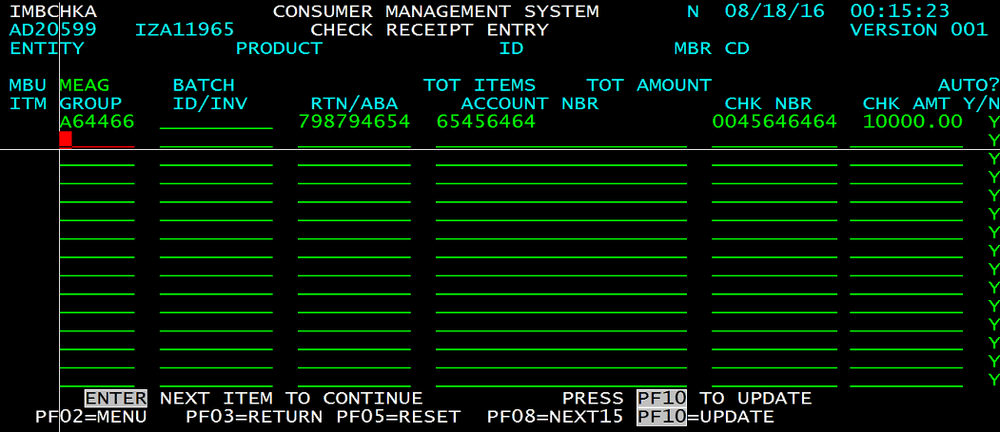 IMBCHKA CONSUMER MANAGEMENT SYSTEM N 08/18/16 00:15:23
AD20599 IZA11965 CHECK RECEIPT ENTRY VERSION 001
ENTITY PRODUCT ID MBR CD
MBU MEAG BATCH TOT ITEMS TOT AMOUNT AUTO?
ITM GROUP ID/INV RTN/ABA ACCOUNT NBR CHK NBR CHK AMT Y/N
A64466 798794654 65456464 0045646464 10000.00 Y
Y
Y
Y
Y
Y
Y
Y
Y
Y
Y
Y
Y
Y
Y
ENTER NEXT ITEM TO CONTINUE PRESS PF10 TO UPDATE
PF02=MENU PF03=RETURN PF05=RESET PF08=NEXT15 PF10=UPDATE